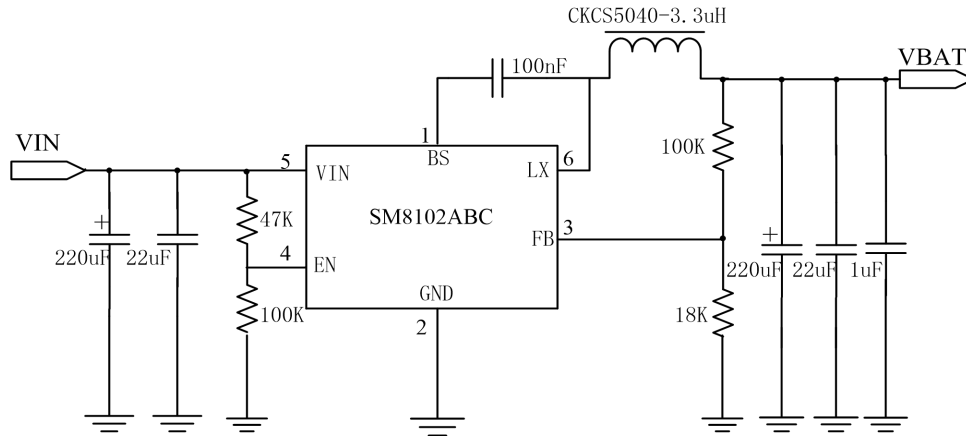 CKCS5040-3.3uH
100nF
VBAT
VIN
1
BS
5
VIN
6
LX
100K
SM8102ABC
47K
+
220uF
22uF
4
EN
3
FB
+
220uF
22uF
1uF
100K
GND
2
18K